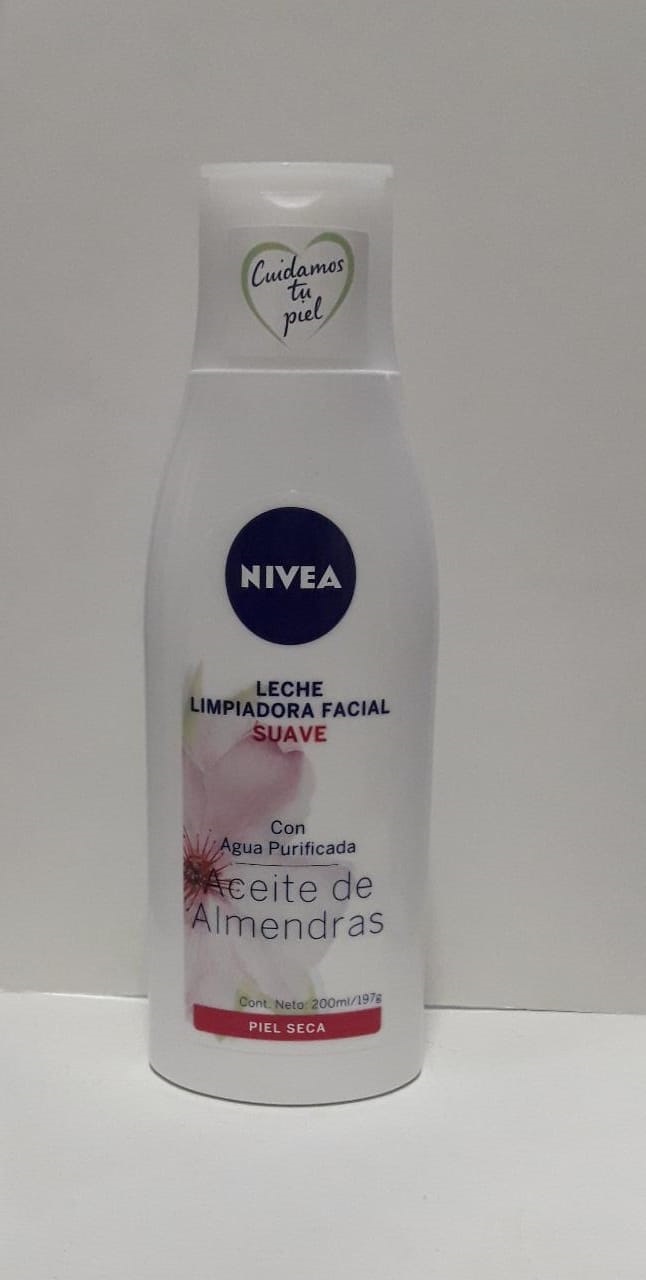 Cuidamos
tu
piel
NIVEA
LECHE
LIMPIADORA FACIAL
SUAVE
Con
Agua Purificada
Aceite de
Almendras
Cont. Neto: 200ml/197g
PIEL SECA